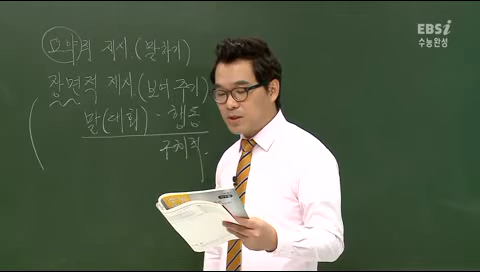 요약적 제시 (말하기)
장면적 제시 (보여주기)
말(대화)·행동
구체적.
EBSi
수능완성